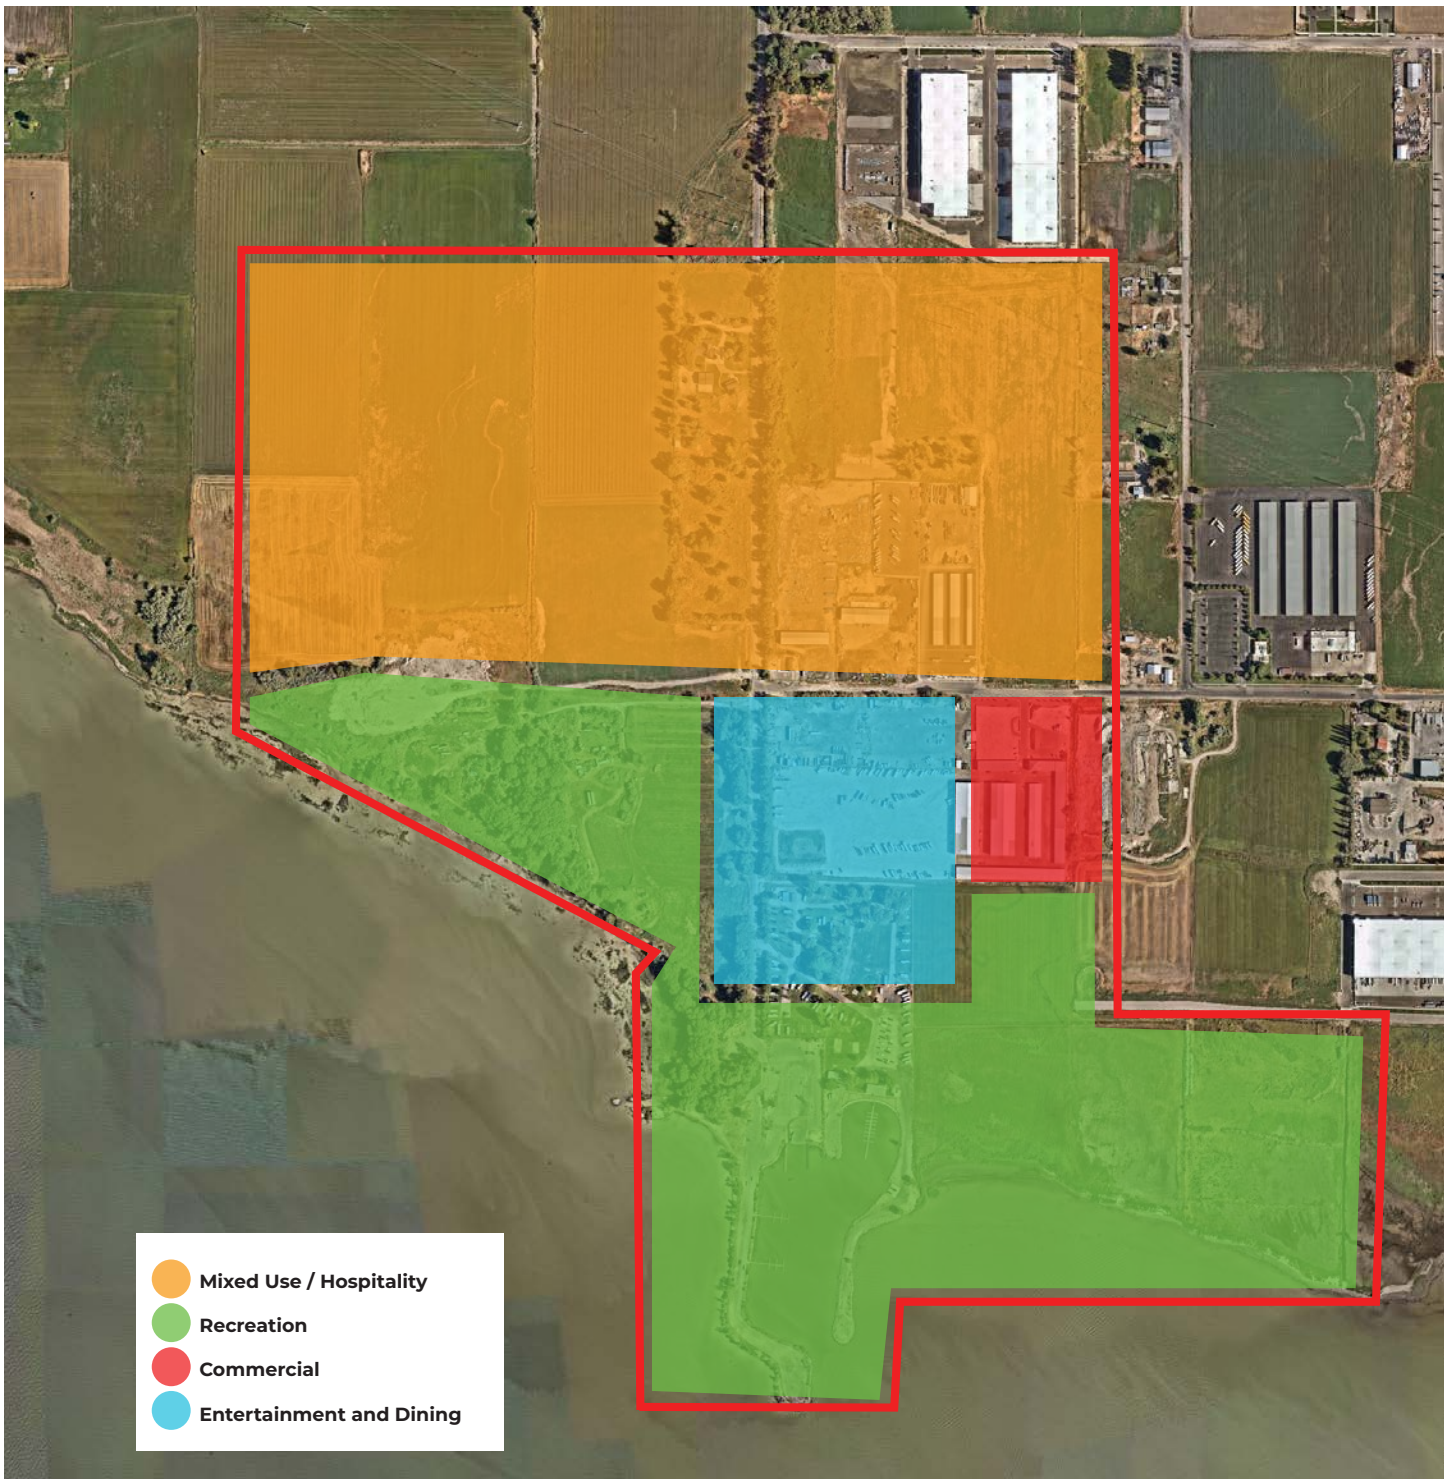 Mixed Use / Hospitality
Recreation
Commercial
Entertainment and Dining